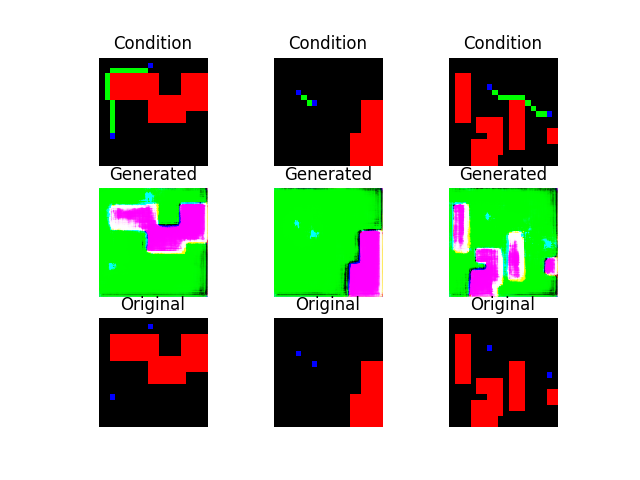 Condition Condition Condition
Generated Generated Generated
Original Original Original